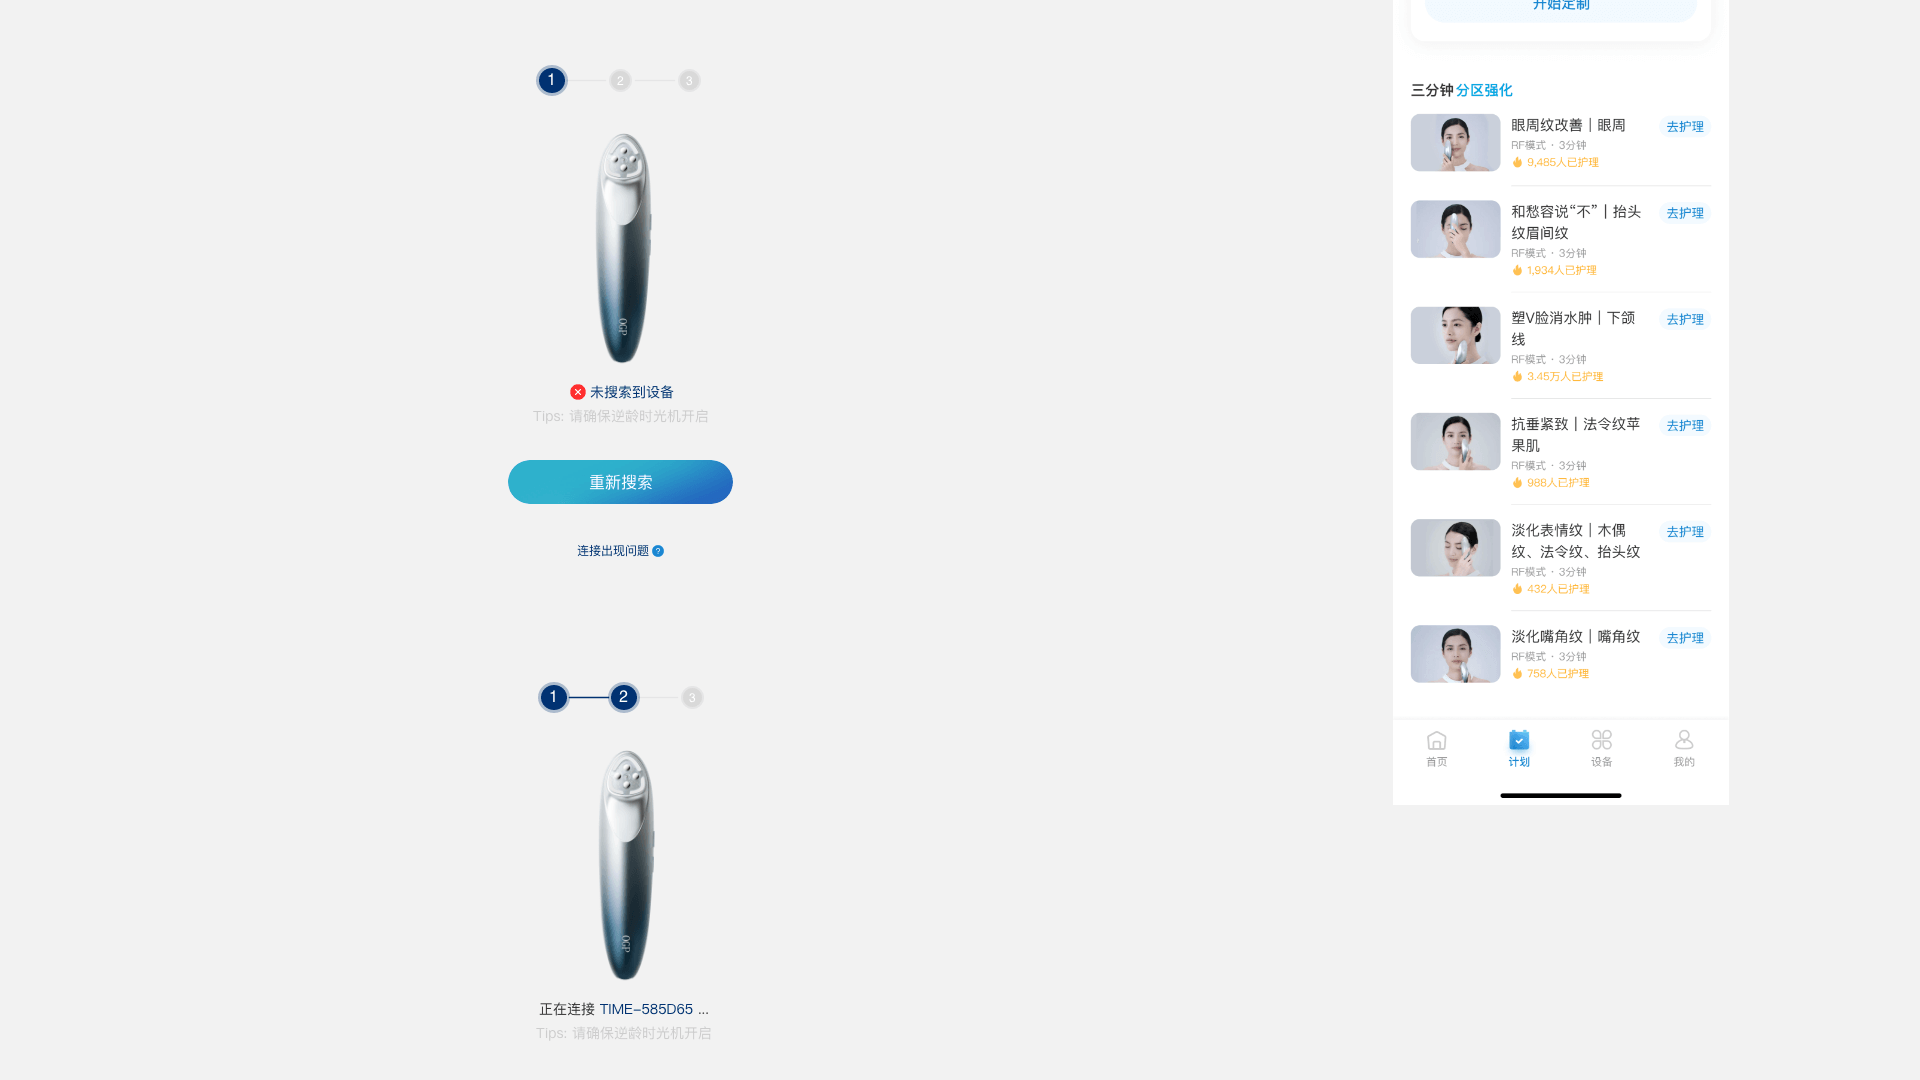 1
2
3
OGP
未搜索到设备
Tips: 请确保逆龄时光机开启
重新搜索
连接出现问题 ?
1
2
3
OGP
正在连接 TIME-585D65 ...
Tips: 请确保逆龄时光机开启
开始定制
三分钟 分区强化
眼周纹改善｜眼周
去护理
RF模式 · 3分钟
9,485人已护理
和愁容说“不”｜抬头
纹眉间纹
去护理
RF模式 · 3分钟
1,934人已护理
塑V脸消水肿｜下颌
线
去护理
RF模式 · 3分钟
3.45万人已护理
抗垂紧致｜法令纹苹
果肌
去护理
RF模式 · 3分钟
988人已护理
淡化表情纹｜木偶
纹、法令纹、抬头纹
去护理
RF模式 · 3分钟
432人已护理
淡化嘴角纹｜嘴角纹
去护理
RF模式 · 3分钟
758人已护理
首页
计划
设备
我的